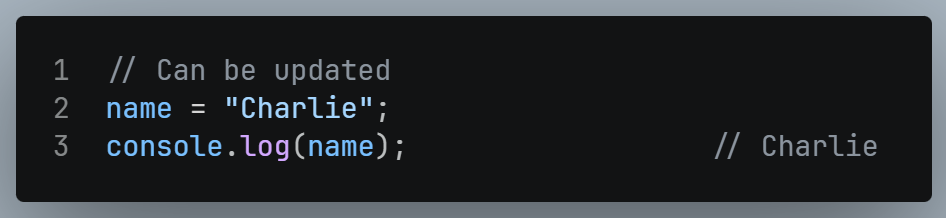 1 // Can be updated
2 name = "Charlie";
3 console.log(name); // Charlie